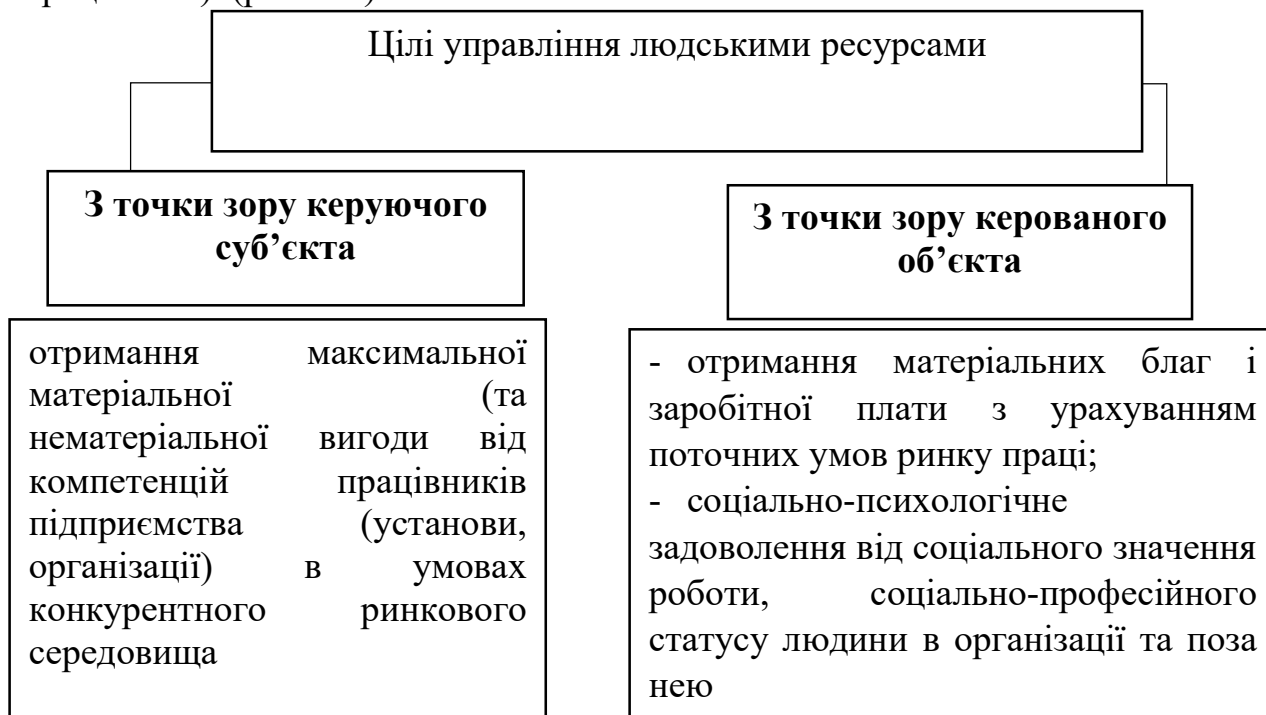 Цілі управління людськими ресурсами
З точки зору керуючого
суб’єкта
З точки зору керованого
об’єкта
отримання максимальної
матеріальної (та
нематеріальної вигоди від
компетенцій працівників
підприємства (установи,
організації) в умовах
конкурентного ринкового
середовища
- отримання матеріальних благ і
заробітної плати з урахуванням
поточних умов ринку праці;
- соціально-психологічне
задоволення від соціального значення
роботи, соціально-професійного
статусу людини в організації та поза
нею